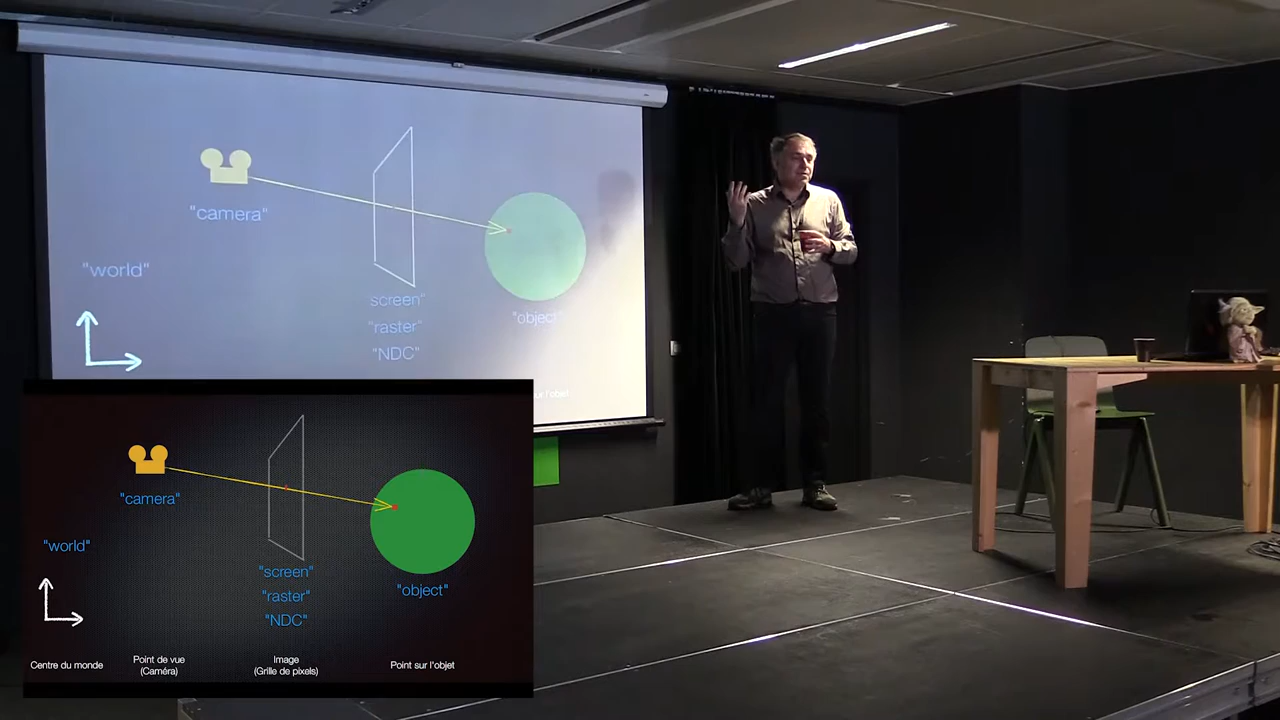 "camera"
"world"
screen"
"raster"
"NDC"
"object"
"camera"
"world"
"screen"
"raster"
"NDC"
"object"
Centre du monde
Point de vue
(Caméra)
Image
(Grille de pixels)
Point sur l'objet